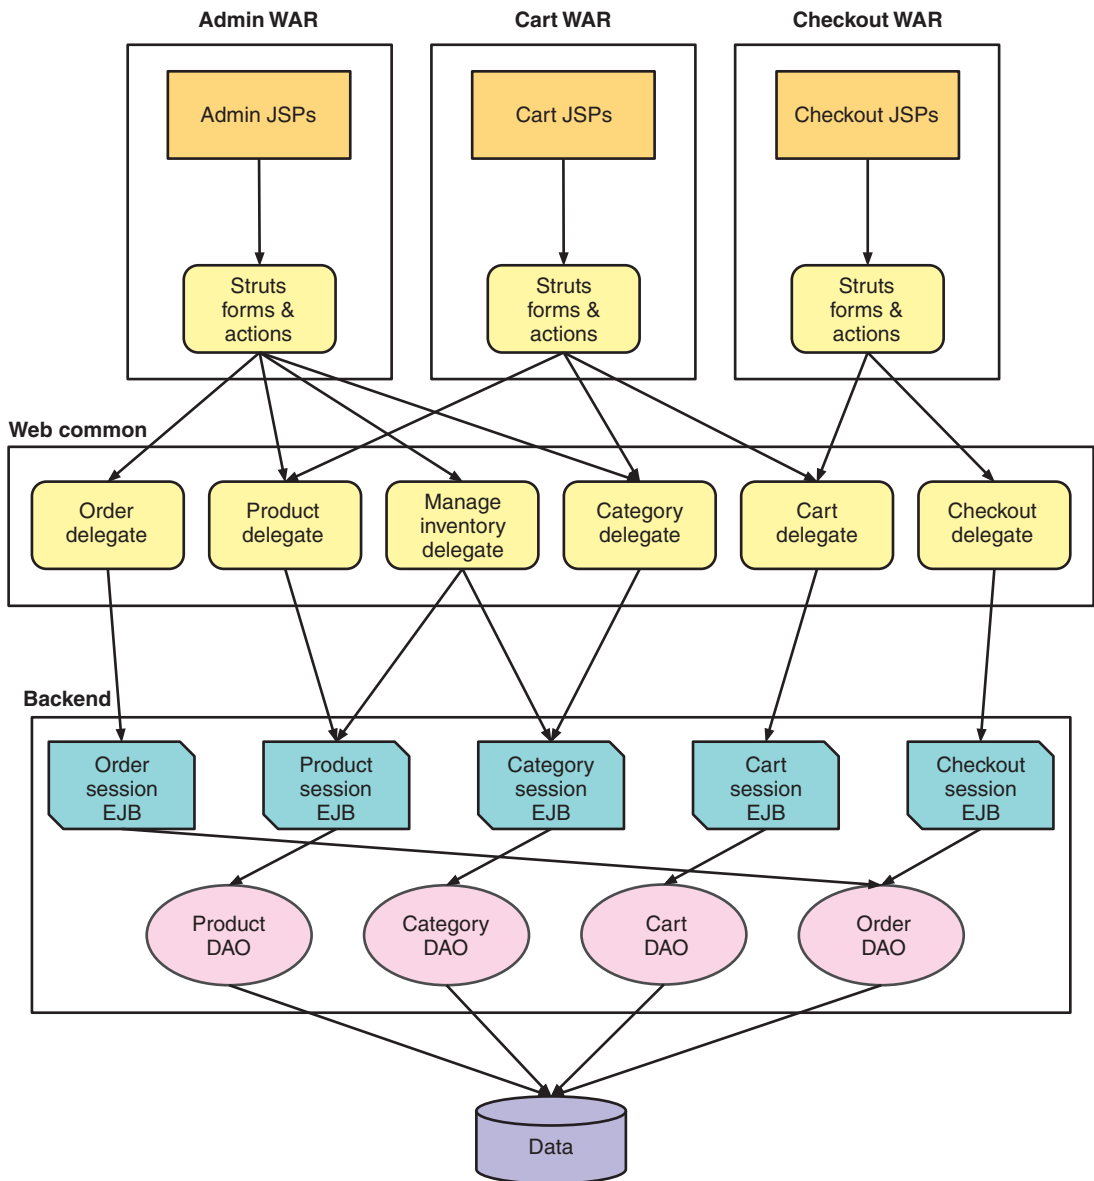 Admin WAR
Cart WAR
Checkout WAR
Admin JSPs
Cart JSPs
Checkout JSPs
Struts
forms &
actions
Struts
forms &
actions
Struts
forms &
actions
Web common
Order
delegate
Product
delegate
Manage
inventory
delegate
Category
delegate
Cart
delegate
Checkout
delegate
Backend
Order
session
EJB
Product
session
EJB
Category
session
EJB
Cart
session
EJB
Checkout
session
EJB
Product
DAO
Category
DAO
Cart
DAO
Order
DAO
Data